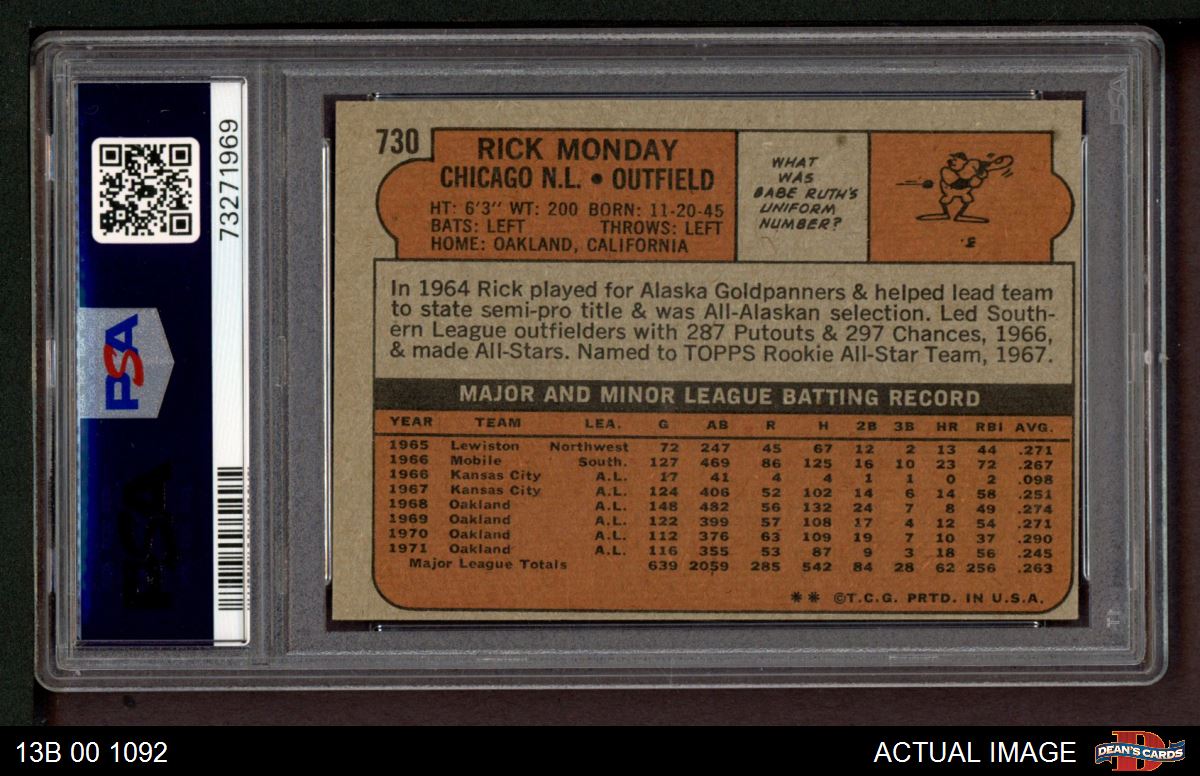 PSA
73271969
PSA
730
RICK MONDAY
CHICAGO N.L. • OUTFIELD
HT: 6'3" WT: 200 BORN: 11-20-45
BATS: LEFT THROWS: LEFT
HOME: OAKLAND, CALIFORNIA
WHAT
WAS
BABE RUTH'S
UNIFORM
NUMBER?
In 1964 Rick played for Alaska Goldpanners & helped lead team
to state semi-pro title & was All-Alaskan selection. Led South-
ern League outfielders with 287 Putouts & 297 Chances, 1966,
& made All-Stars. Named to TOPPS Rookie All-Star Team, 1967.
MAJOR AND MINOR LEAGUE BATTING RECORD
YEAR TEAM LEA. G AB R H 2B 3B HR RBI AVG.
1965 Lewiston Northwest 72 247 45 67 12 2 13 44 .271
1966 Mobile South. 127 469 86 125 16 10 23 72 .267
1966 Kansas City A.L. 17 41 4 4 1 1 0 2 .098
1967 Kansas City A.L. 124 406 52 102 14 6 14 58 .251
1968 Oakland A.L. 148 482 56 132 24 7 8 49 .274
1969 Oakland A.L. 122 399 57 108 17 4 12 54 .271
1970 Oakland A.L. 112 376 63 109 19 7 10 37 .290
1971 Oakland A.L. 116 355 53 87 9 3 18 56 .245
Major League Totals 639 2059 285 542 84 28 62 256 .263
** ©T.C.G. PRTD. IN U.S.A.
13B 00 1092
ACTUAL IMAGE
DEAN'S CARDS